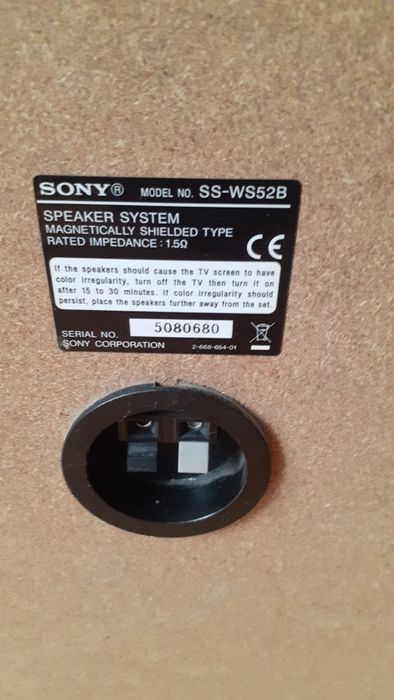 SONY® MODEL NO. SS-WS52B
SPEAKER SYSTEM
MAGNETICALLY SHIELDED TYPE
RATED IMPEDANCE : 1.5Ω
CE
If the speakers should cause the TV screen to have
color irregularity, turn off the TV then turn it on
after 15 to 30 minutes. If color irregularity should
persist, place the speakers further away from the set.
SERIAL NO. 5080680
SONY CORPORATION 2-668-654-01